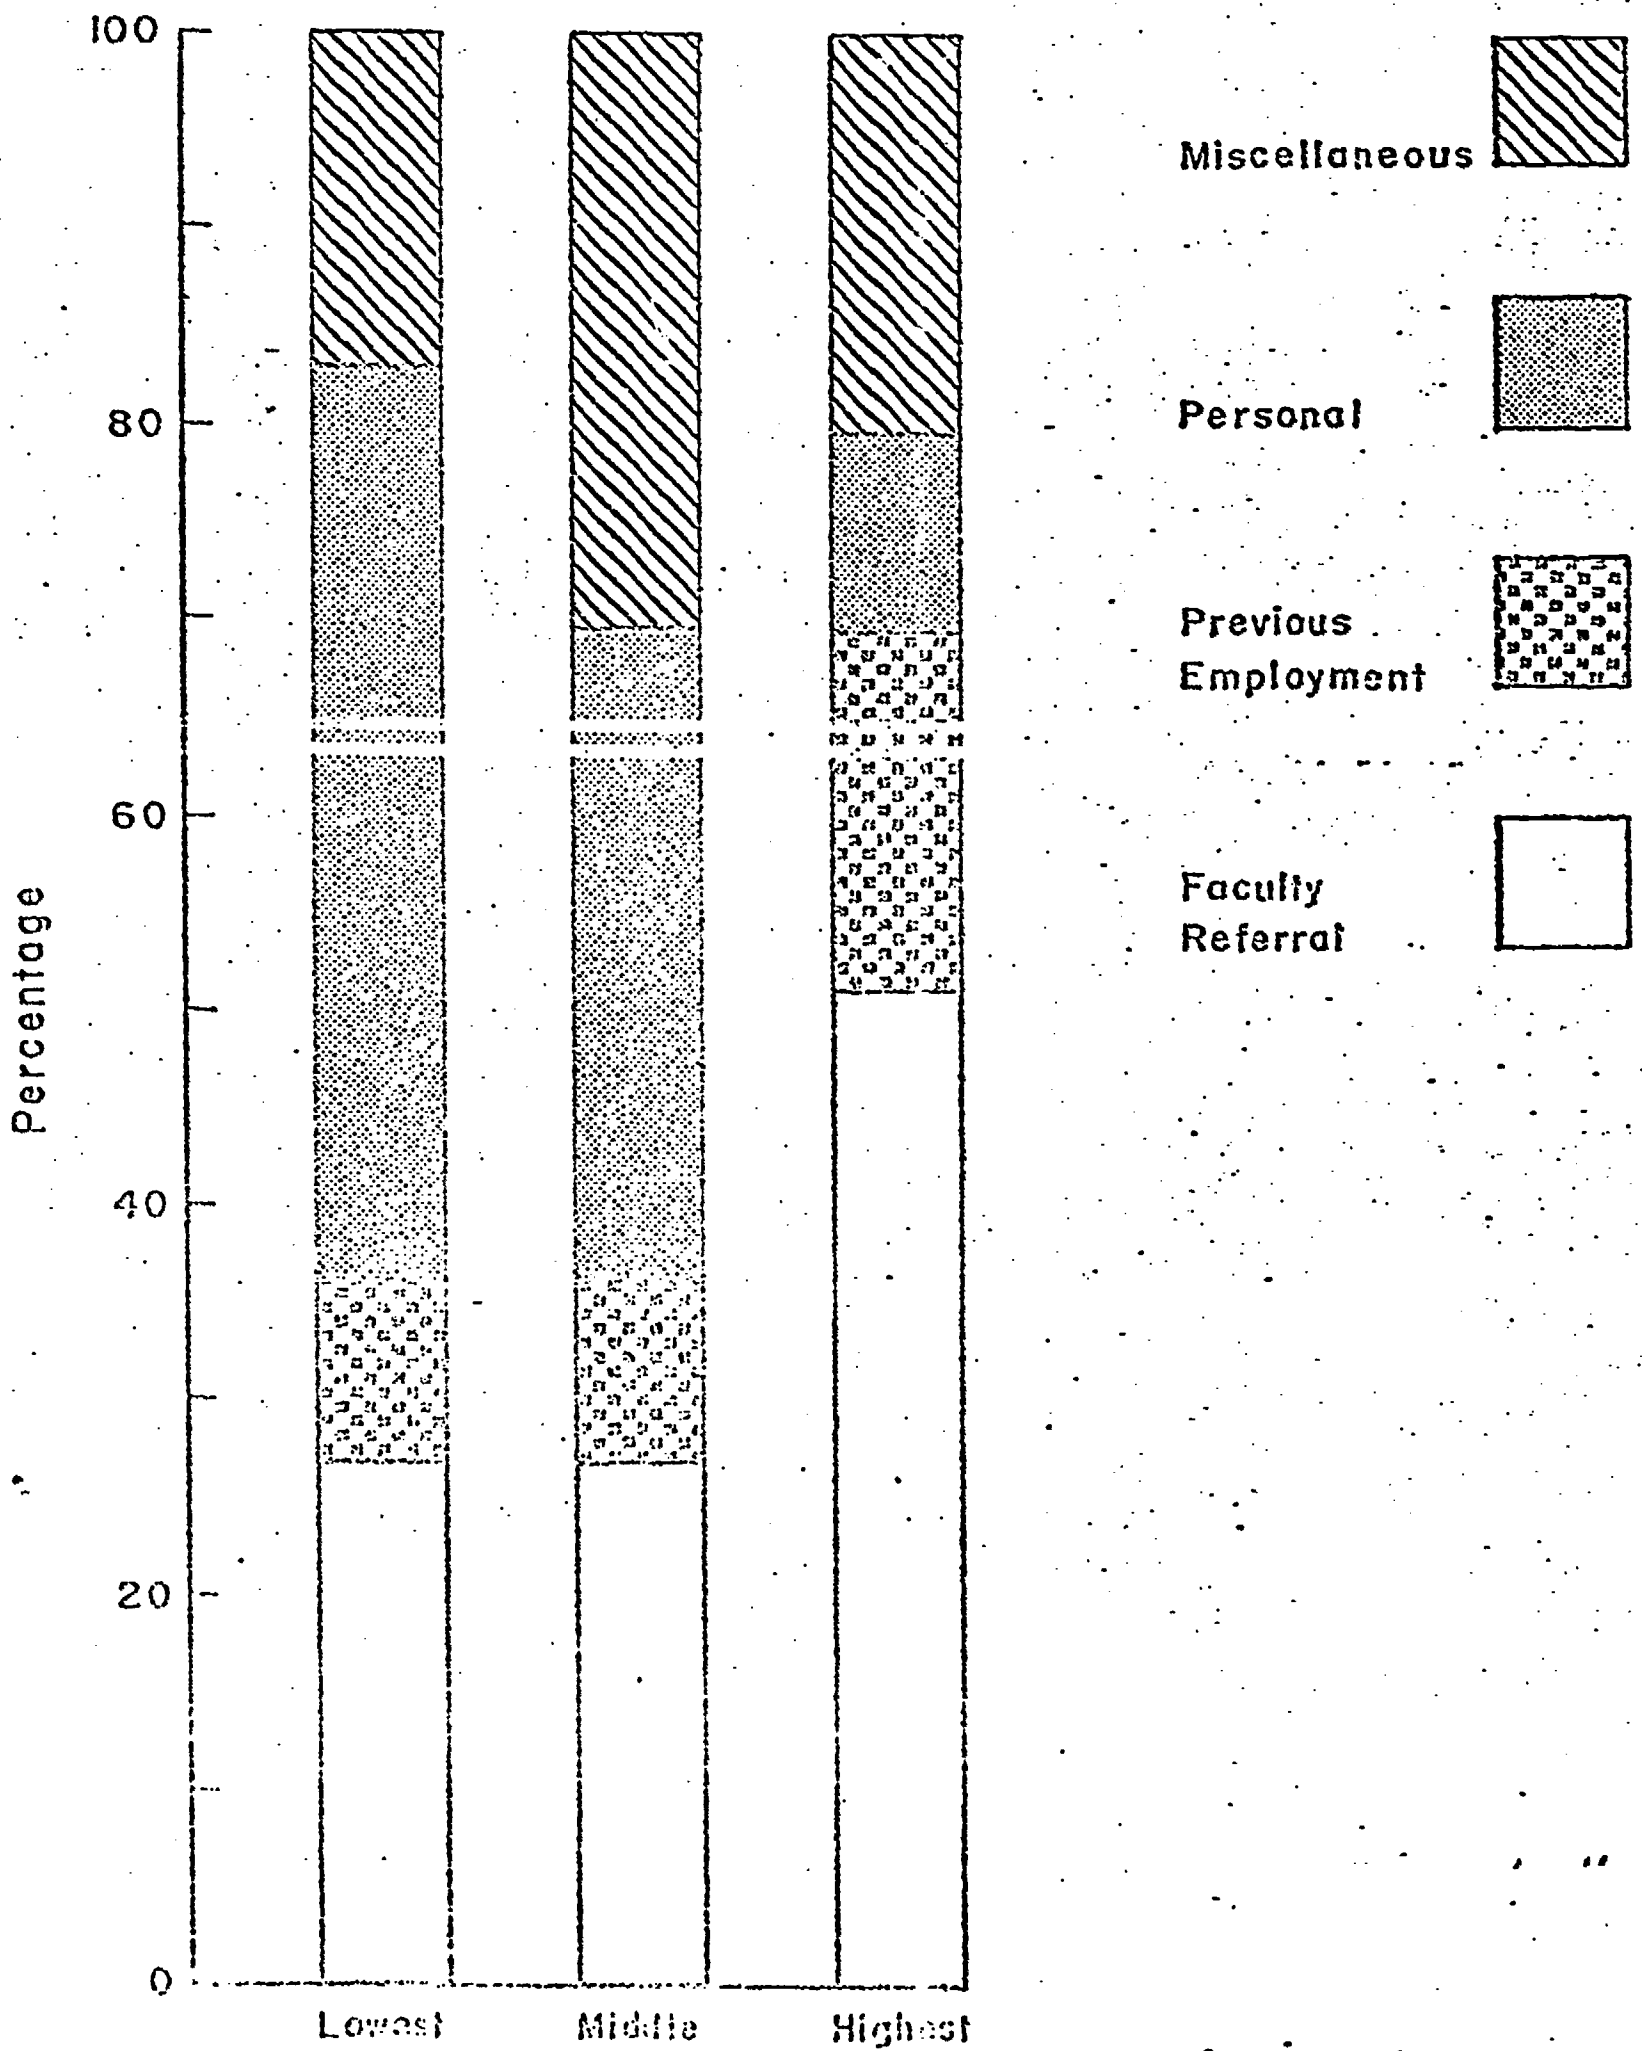 100
80
60
40
20
0
Percentage
Lowest
Middle
Highest
Miscellaneous
Personal
Previous
Employment
Faculty
Referral